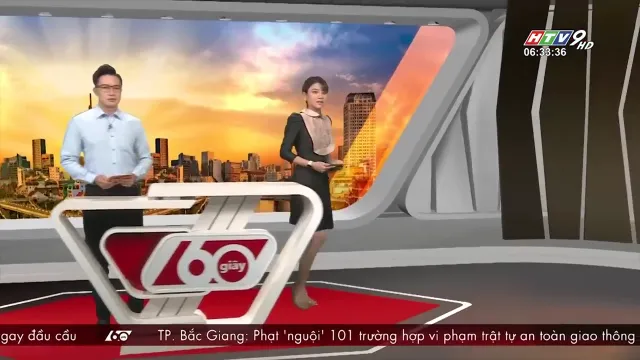 HTV9 HD
06:33:36
60 giây
gay đầu cầu 60 TP. Bắc Giang: Phạt 'nguội' 101 trường hợp vi phạm trật tự an toàn giao thông